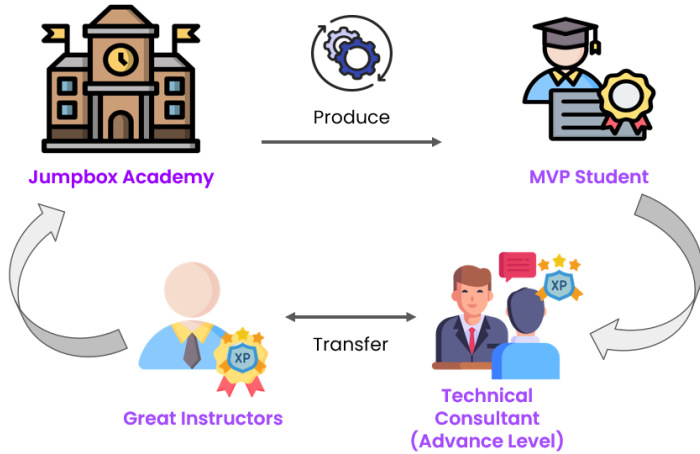 Produce
Jumpbox Academy
MVP Student
XP
Transfer
XP
Great Instructors
Technical
Consultant
(Advance Level)